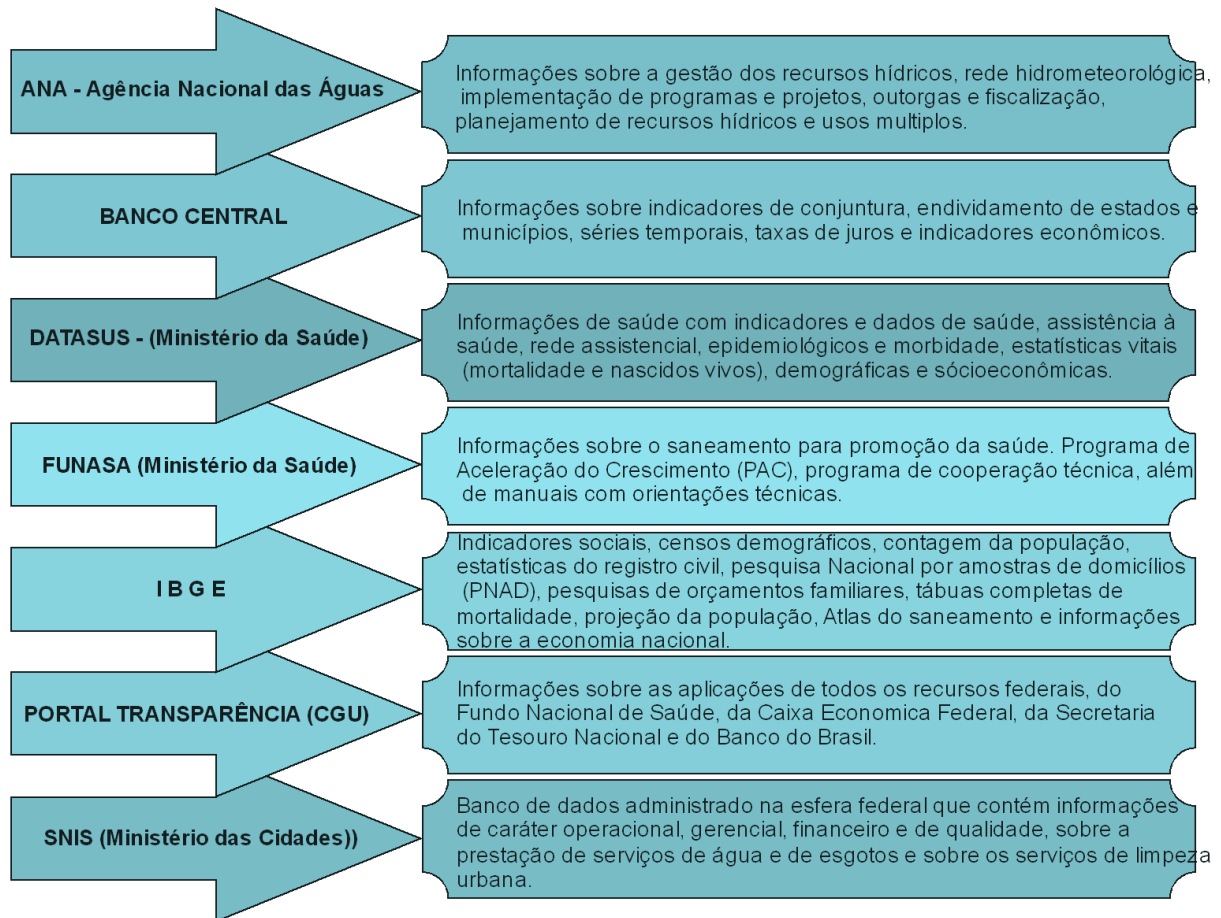 ANA - Agência Nacional das Águas
Informações sobre a gestão dos recursos hídricos, rede hidrometeorológica,
implementação de programas e projetos, outorgas e fiscalização,
planejamento de recursos hídricos e usos multiplos.
BANCO CENTRAL
Informações sobre indicadores de conjuntura, endividamento de estados e
municípios, séries temporais, taxas de juros e indicadores econômicos.
DATASUS - (Ministério da Saúde)
Informações de saúde com indicadores e dados de saúde, assistência à
saúde, rede assistencial, epidemiológicos e morbidade, estatísticas vitais
(mortalidade e nascidos vivos), demográficas e sócioeconômicas.
FUNASA (Ministério da Saúde)
Informações sobre o saneamento para promoção da saúde. Programa de
Aceleração do Crescimento (PAC), programa de cooperação técnica, além
de manuais com orientações técnicas.
I B G E
Indicadores sociais, censos demográficos, contagem da população,
estatísticas do registro civil, pesquisa Nacional por amostras de domicílios
(PNAD), pesquisas de orçamentos familiares, tábuas completas de
mortalidade, projeção da população, Atlas do saneamento e informações
sobre a economia nacional.
PORTAL TRANSPARÊNCIA (CGU)
Informações sobre as aplicações de todos os recursos federais, do
Fundo Nacional de Saúde, da Caixa Economica Federal, da Secretaria
do Tesouro Nacional e do Banco do Brasil.
SNIS (Ministério das Cidades))
Banco de dados administrado na esfera federal que contém informações
de caráter operacional, gerencial, financeiro e de qualidade, sobre a
prestação de serviços de água e de esgotos e sobre os serviços de limpeza
urbana.